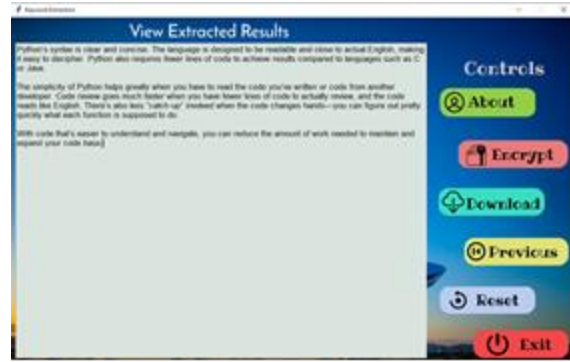 Keyword Extraction
View Extracted Results
Python's syntax is clear and concise. The language is designed to be readable and close to actual English, making
it easy to decipher. Python also requires fewer lines of code to achieve results compared to languages such as C
or Java.
The simplicity of Python helps greatly when you have to read the code you've written or code from another
developer. Code review goes much faster when you have fewer lines of code to actually review, and the code
reads like English. There's also less "catch-up" involved when the code changes hands—you can figure out pretty
quickly what each function is supposed to do.
With code that's easier to understand and navigate, you can reduce the amount of work needed to maintain and
expand your code base.
Controls
About
Encrypt
Download
Previous
Reset
Exit